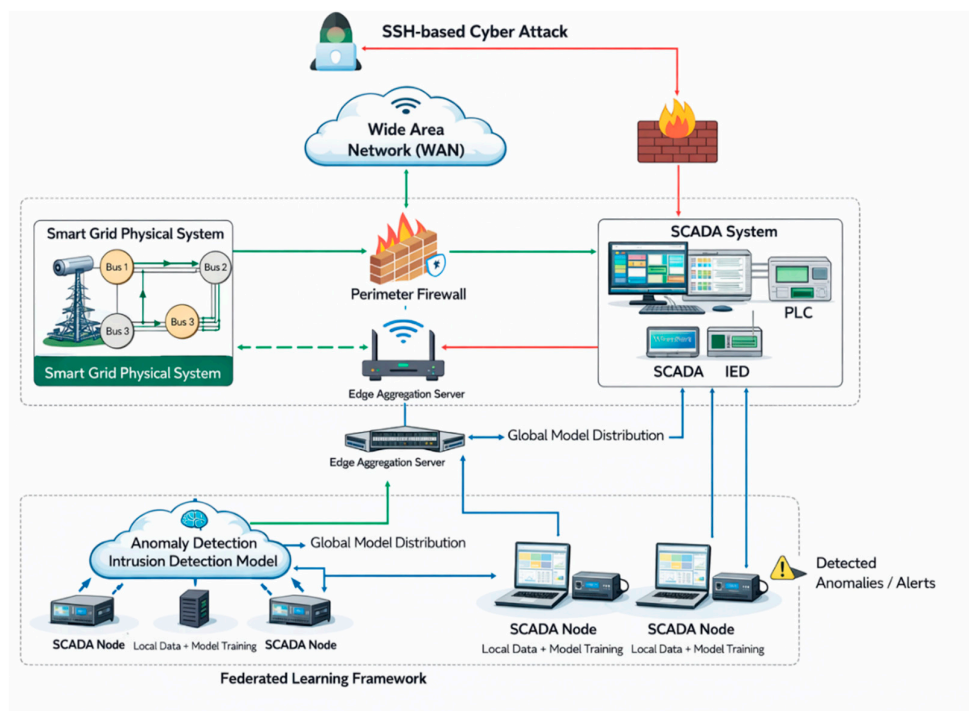 SSH-based Cyber Attack
Wide Area
Network (WAN)
Smart Grid Physical System
Bus 1
Bus 2
Bus 3
Bus 3
Smart Grid Physical System
Perimeter Firewall
Edge Aggregation Server
SCADA System
PLC
SCADA
IED
Edge Aggregation Server
Global Model Distribution
Anomaly Detection
Intrusion Detection Model
Global Model Distribution
SCADA Node
Local Data + Model Training
SCADA Node
SCADA Node
Local Data + Model Training
SCADA Node
Local Data + Model Training
Detected
Anomalies / Alerts
Federated Learning Framework